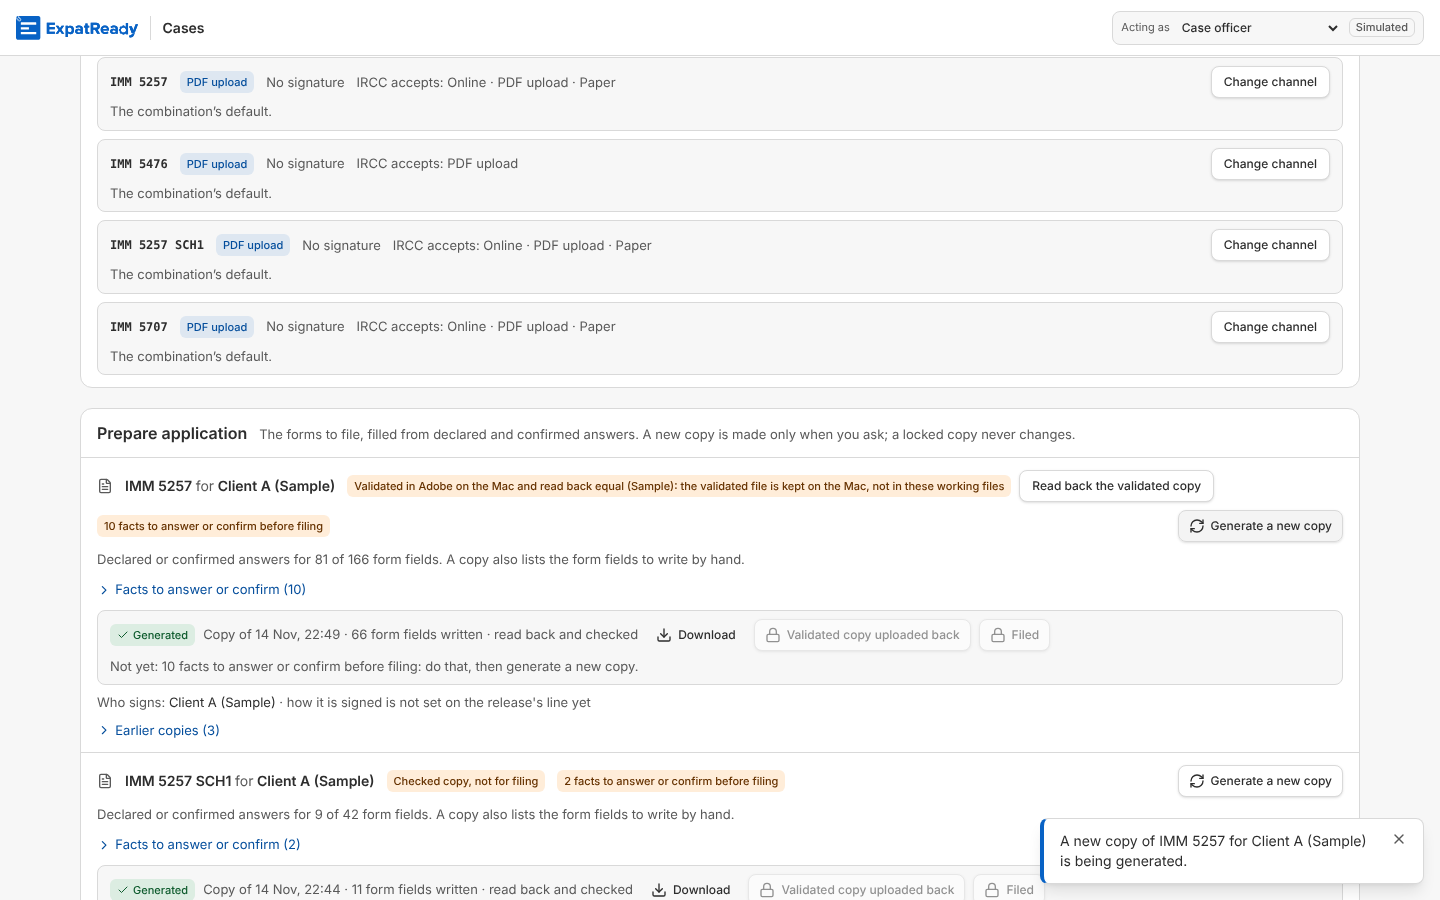 ExpatReady
Cases
Acting as Case officer Simulated
IMM 5257 PDF upload No signature IRCC accepts: Online · PDF upload · Paper Change channel
The combination’s default.
IMM 5476 PDF upload No signature IRCC accepts: PDF upload Change channel
The combination’s default.
IMM 5257 SCH1 PDF upload No signature IRCC accepts: Online · PDF upload · Paper Change channel
The combination’s default.
IMM 5707 PDF upload No signature IRCC accepts: Online · PDF upload · Paper Change channel
The combination’s default.
Prepare application The forms to file, filled from declared and confirmed answers. A new copy is made only when you ask; a locked copy never changes.
IMM 5257 for Client A (Sample) Validated in Adobe on the Mac and read back equal (Sample): the validated file is kept on the Mac, not in these working files Read back the validated copy
10 facts to answer or confirm before filing Generate a new copy
Declared or confirmed answers for 81 of 166 form fields. A copy also lists the form fields to write by hand.
Facts to answer or confirm (10)
Generated Copy of 14 Nov, 22:49 · 66 form fields written · read back and checked Download Validated copy uploaded back Filed
Not yet: 10 facts to answer or confirm before filing: do that, then generate a new copy.
Who signs: Client A (Sample) · how it is signed is not set on the release's line yet
Earlier copies (3)
IMM 5257 SCH1 for Client A (Sample) Checked copy, not for filing 2 facts to answer or confirm before filing Generate a new copy
Declared or confirmed answers for 9 of 42 form fields. A copy also lists the form fields to write by hand.
Facts to answer or confirm (2)
Generated Copy of 14 Nov, 22:44 · 11 form fields written · read back and checked Download Validated copy uploaded back Filed
A new copy of IMM 5257 for Client A (Sample)
is being generated.